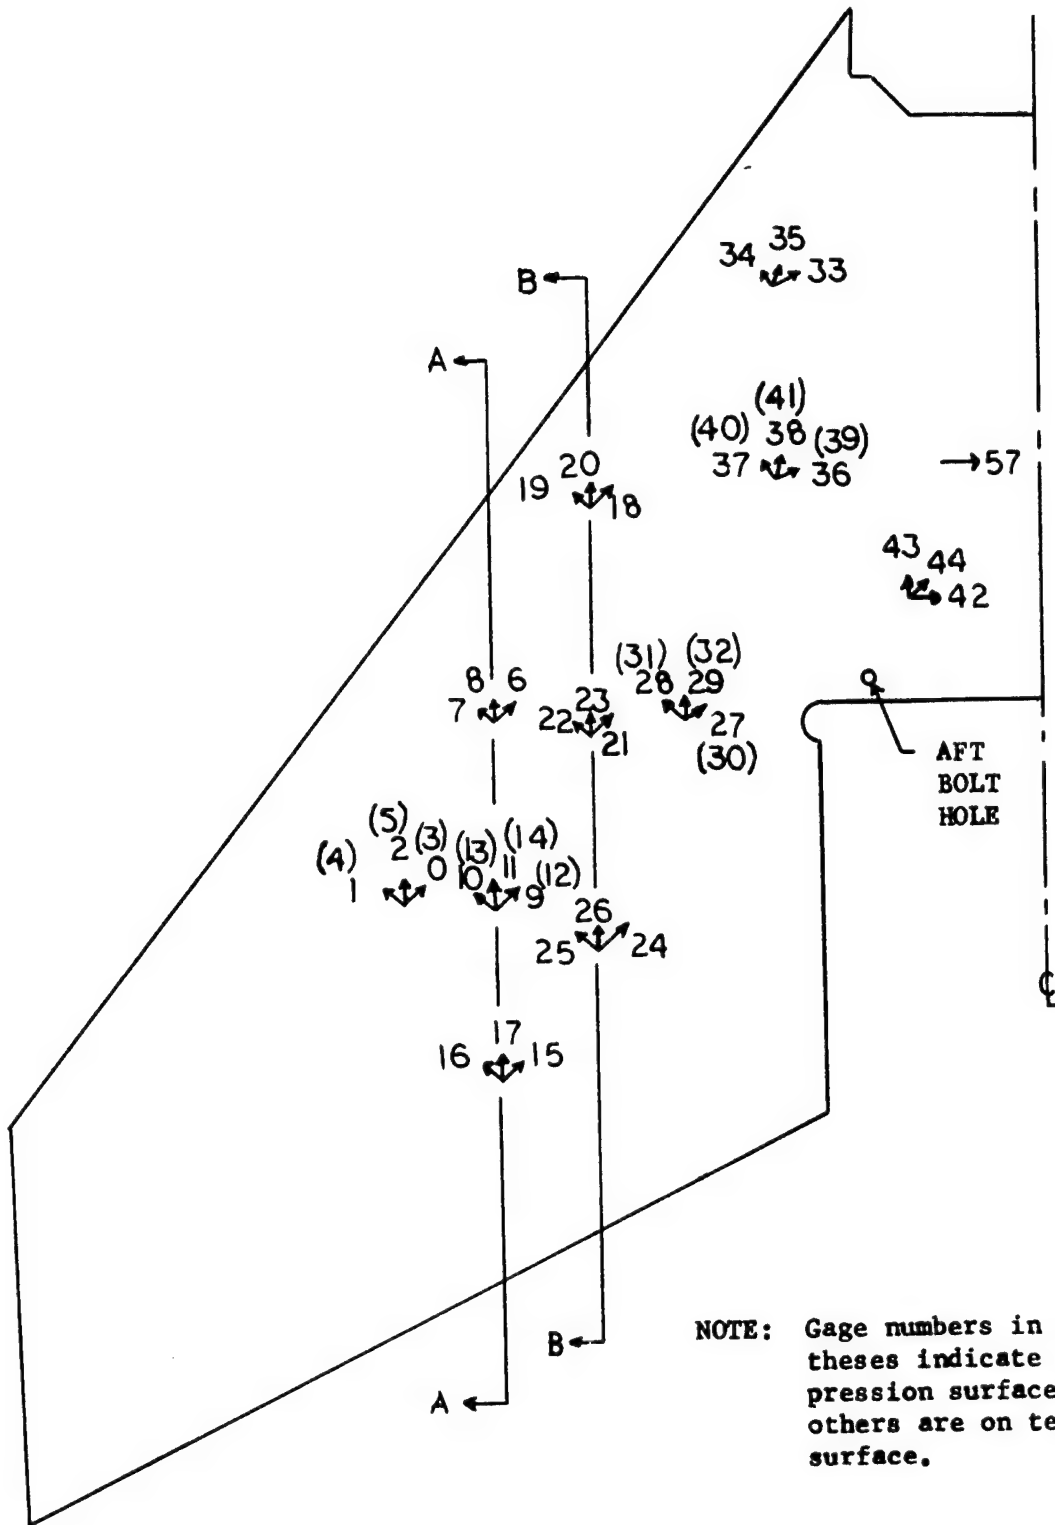 35
34 33
B
A
(41)
(40) 38 (39)
37 36 57
20
19 18
43 44
42
(31) (32)
8 6 28 29
7 23
22 21 27
(30)
AFT
BOLT
HOLE
(5)
(4) 2 (3) (13) (14)
1 0 10 11 9 (12)
26
25 24
17
16 15
NOTE: Gage numbers in
theses indicate
pression surface
others are on te
surface.
B
A